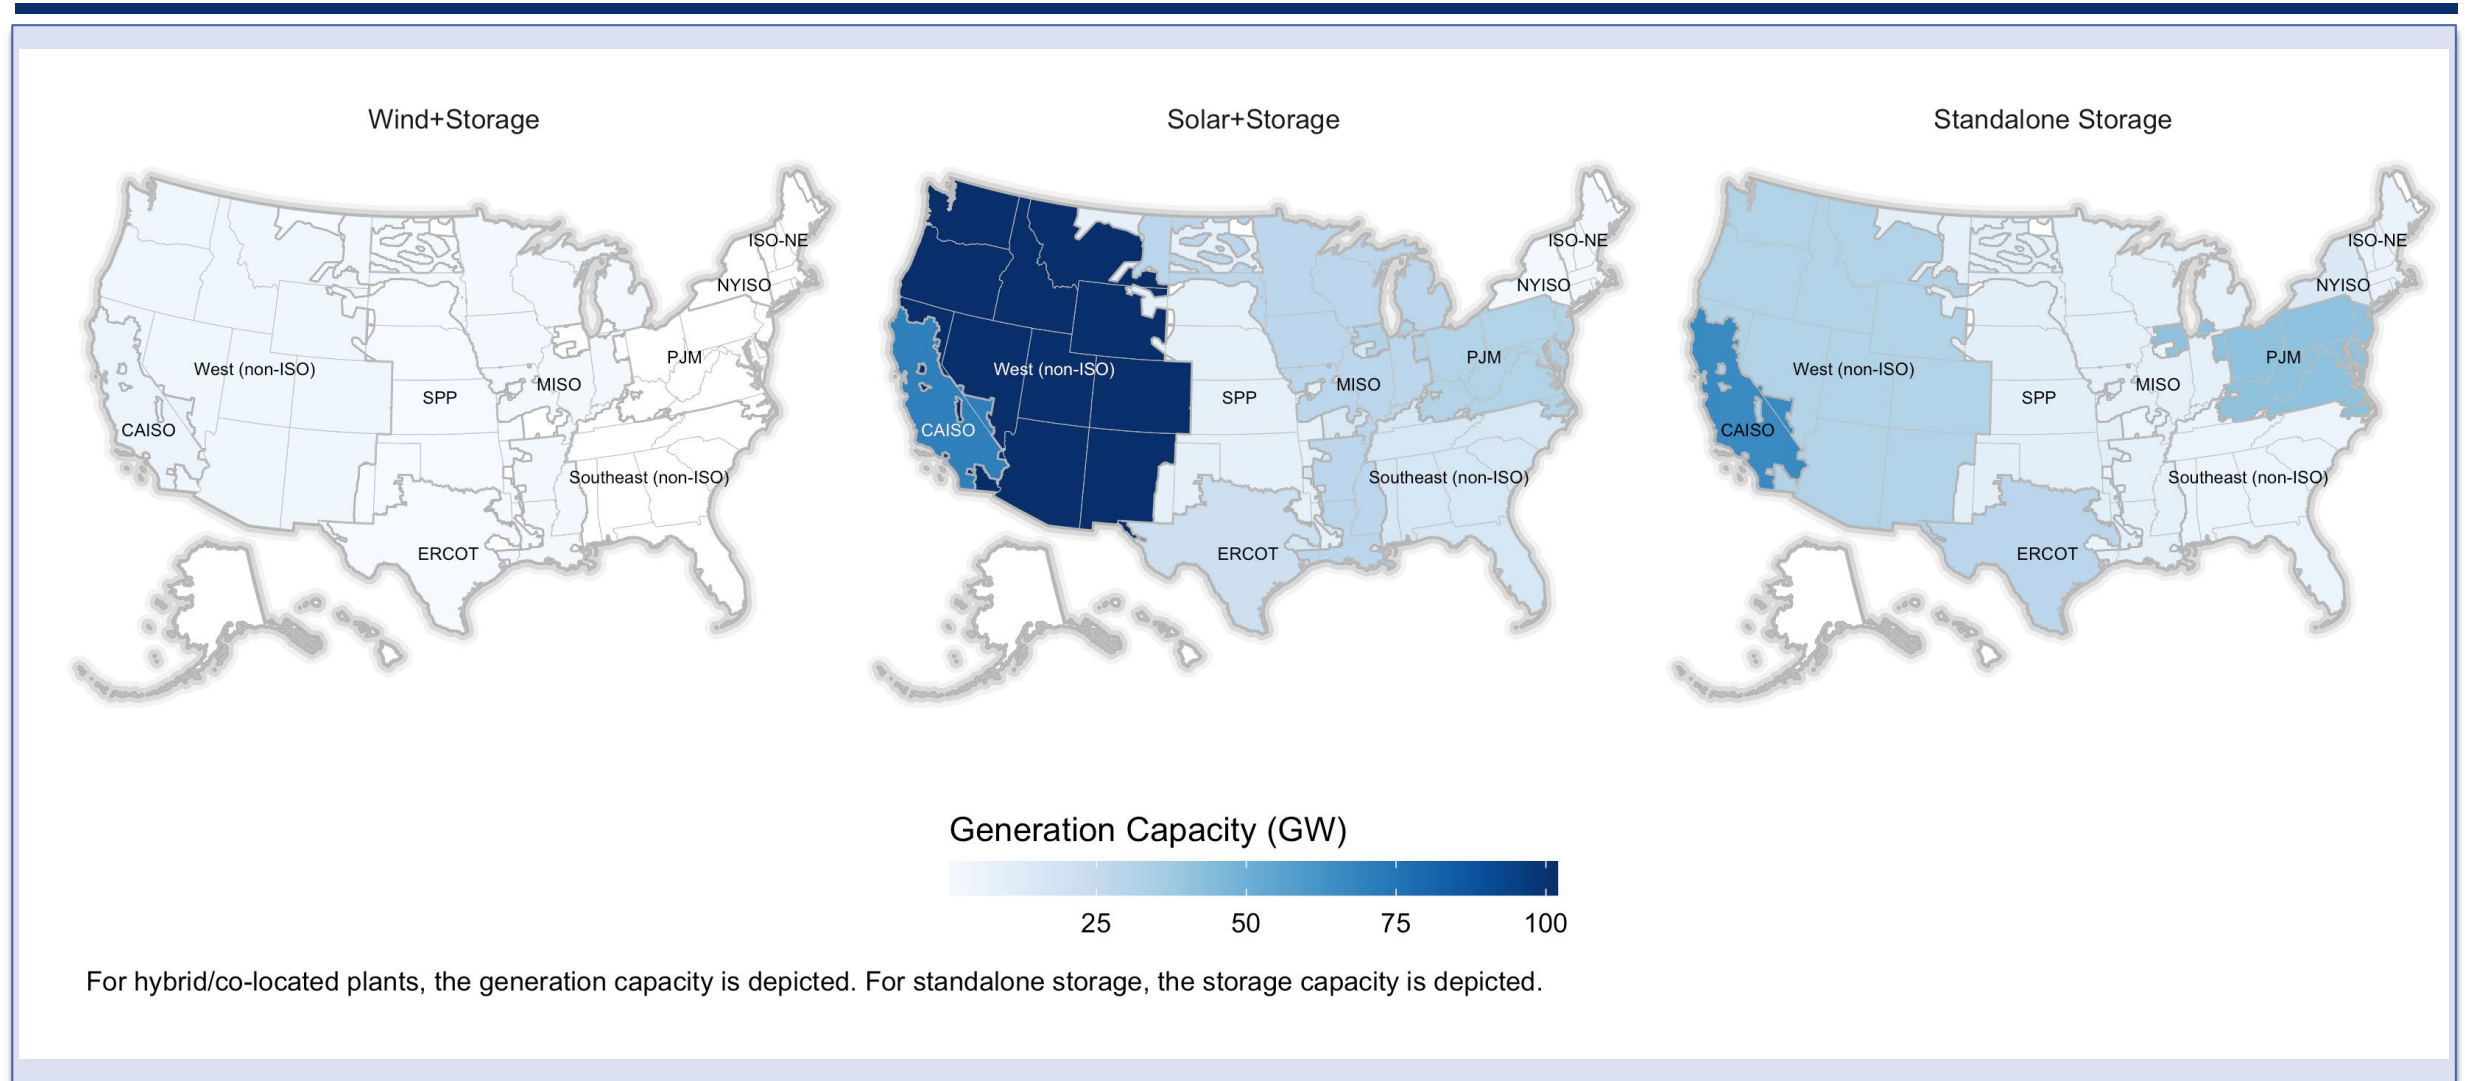 Wind+Storage
ISO-NE
NYISO
PJM
West (non-ISO)
MISO
SPP
CAISO
Southeast (non-ISO)
ERCOT
Solar+Storage
ISO-NE
NYISO
PJM
West (non-ISO)
MISO
SPP
CAISO
Southeast (non-ISO)
ERCOT
Standalone Storage
ISO-NE
NYISO
PJM
West (non-ISO)
MISO
SPP
CAISO
Southeast (non-ISO)
ERCOT
Generation Capacity (GW)
25 50 75 100
For hybrid/co-located plants, the generation capacity is depicted. For standalone storage, the storage capacity is depicted.